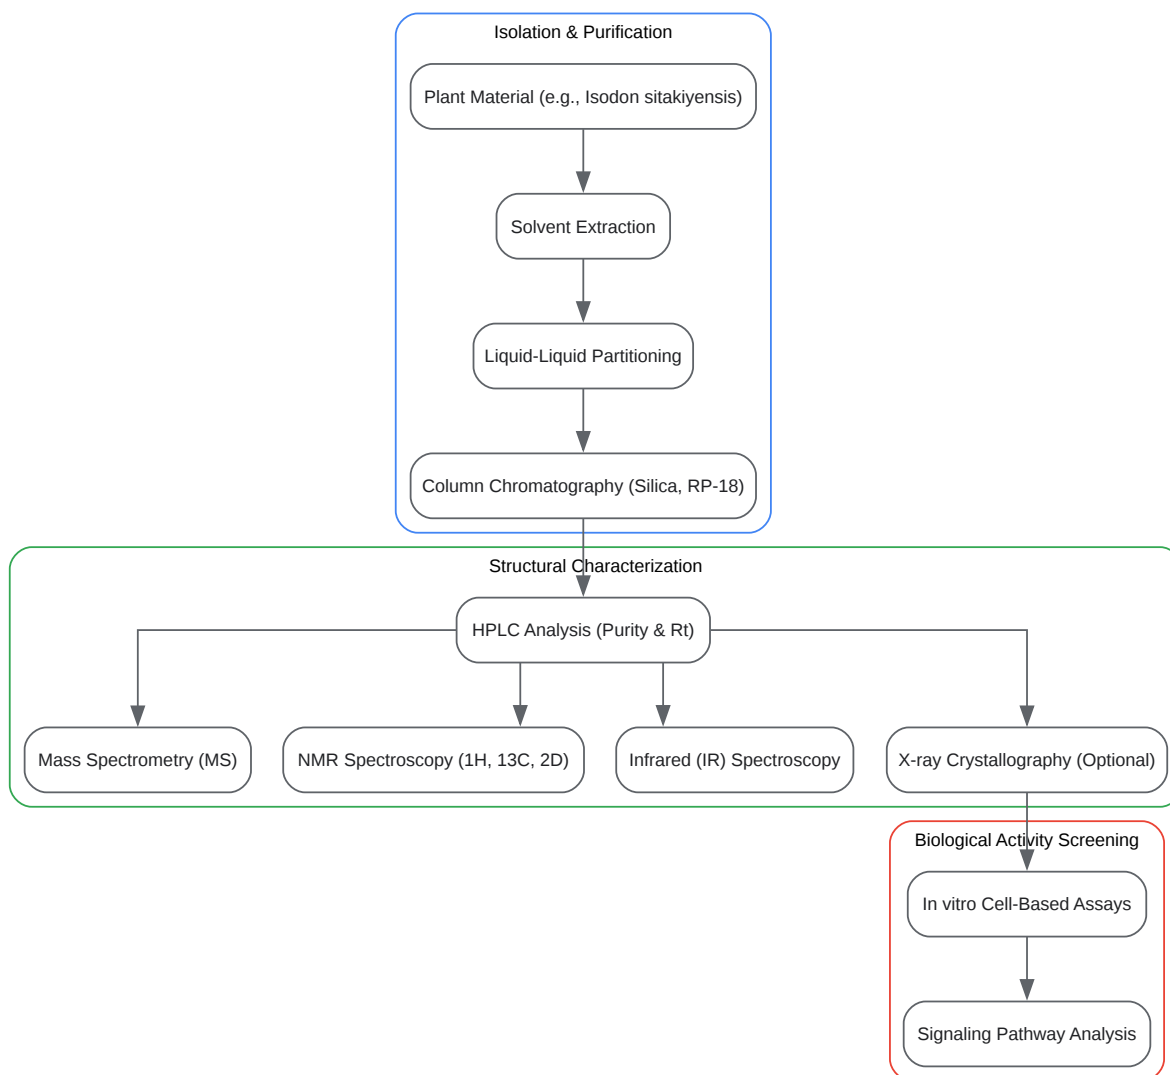 Isolation & Purification
Plant Material (e.g., Isodon sitakiyensis)
Solvent Extraction
Liquid-Liquid Partitioning
Column Chromatography (Silica, RP-18)
Structural Characterization
HPLC Analysis (Purity & Rt)
Mass Spectrometry (MS)
NMR Spectroscopy (1H, 13C, 2D)
Infrared (IR) Spectroscopy
X-ray Crystallography (Optional)
Biological Activity Screening
In vitro Cell-Based Assays
Signaling Pathway Analysis